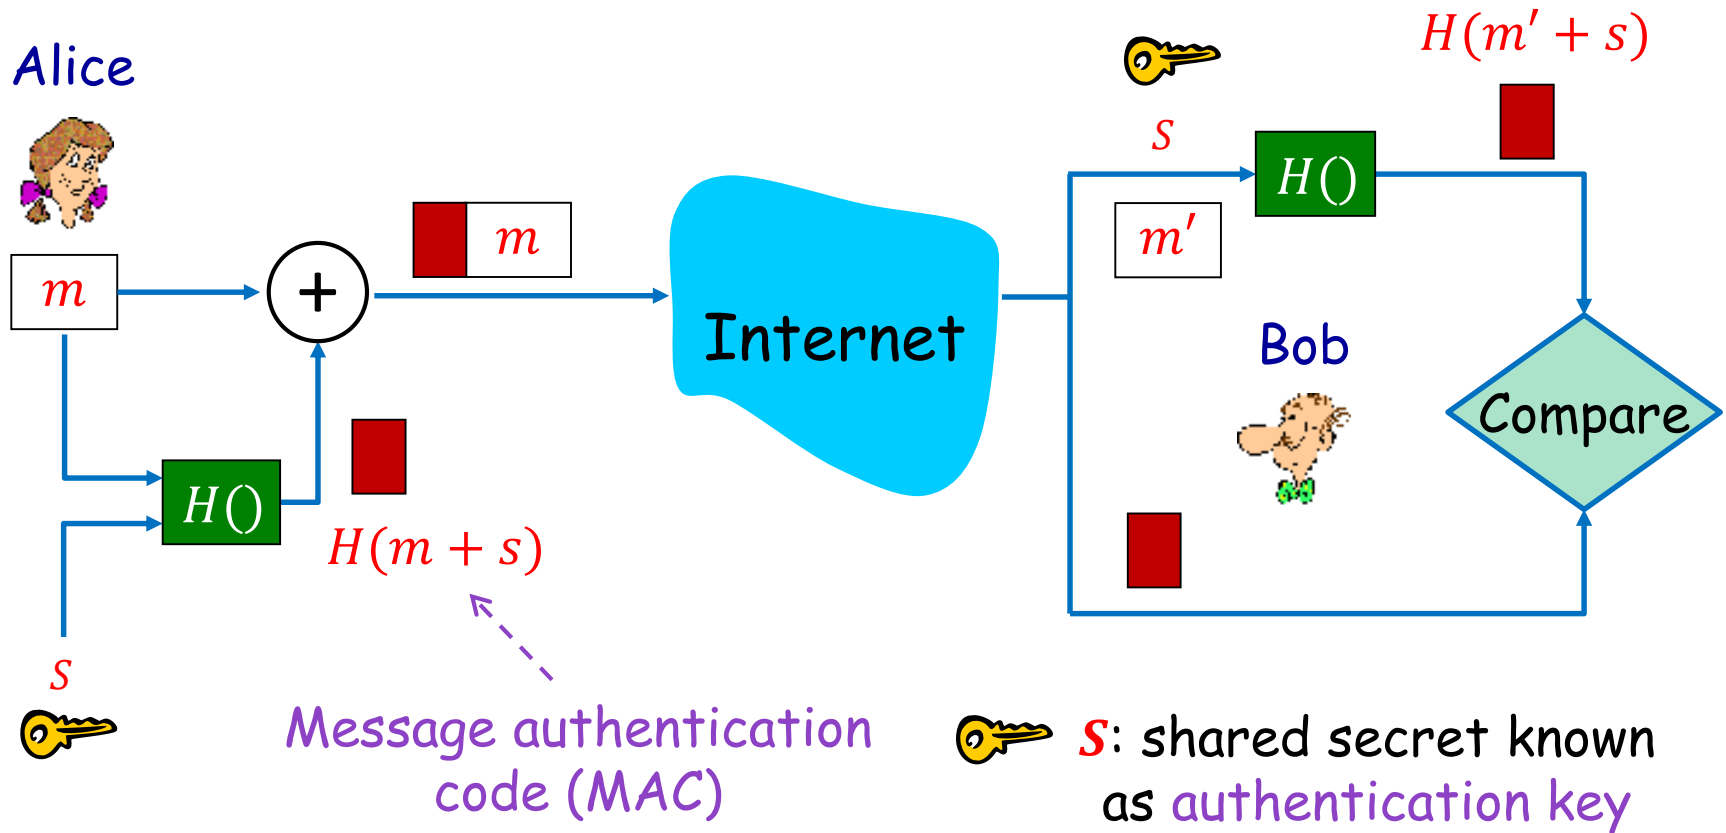 Alice
m
s
H()
H(m + s)
+
m
Message authentication
code (MAC)
Internet
s
m′
H()
H(m′ + s)
Bob
Compare
s: shared secret known
as authentication key